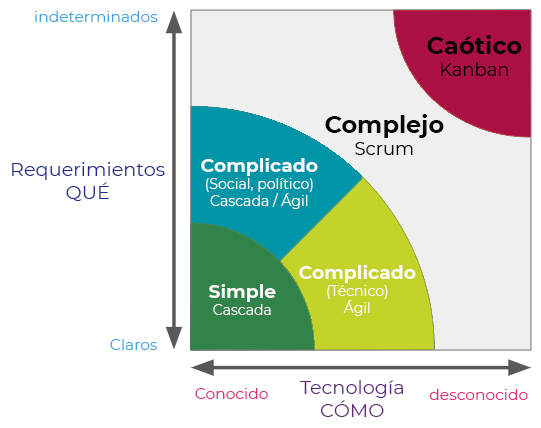 indeterminados
Caótico
Kanban
Complejo
Scrum
Requerimientos
QUÉ
Complicado
(Social, político)
Cascada / Ágil
Complicado
(Técnico)
Ágil
Simple
Cascada
Claros
Conocido
Tecnología
CÓMO
desconocido